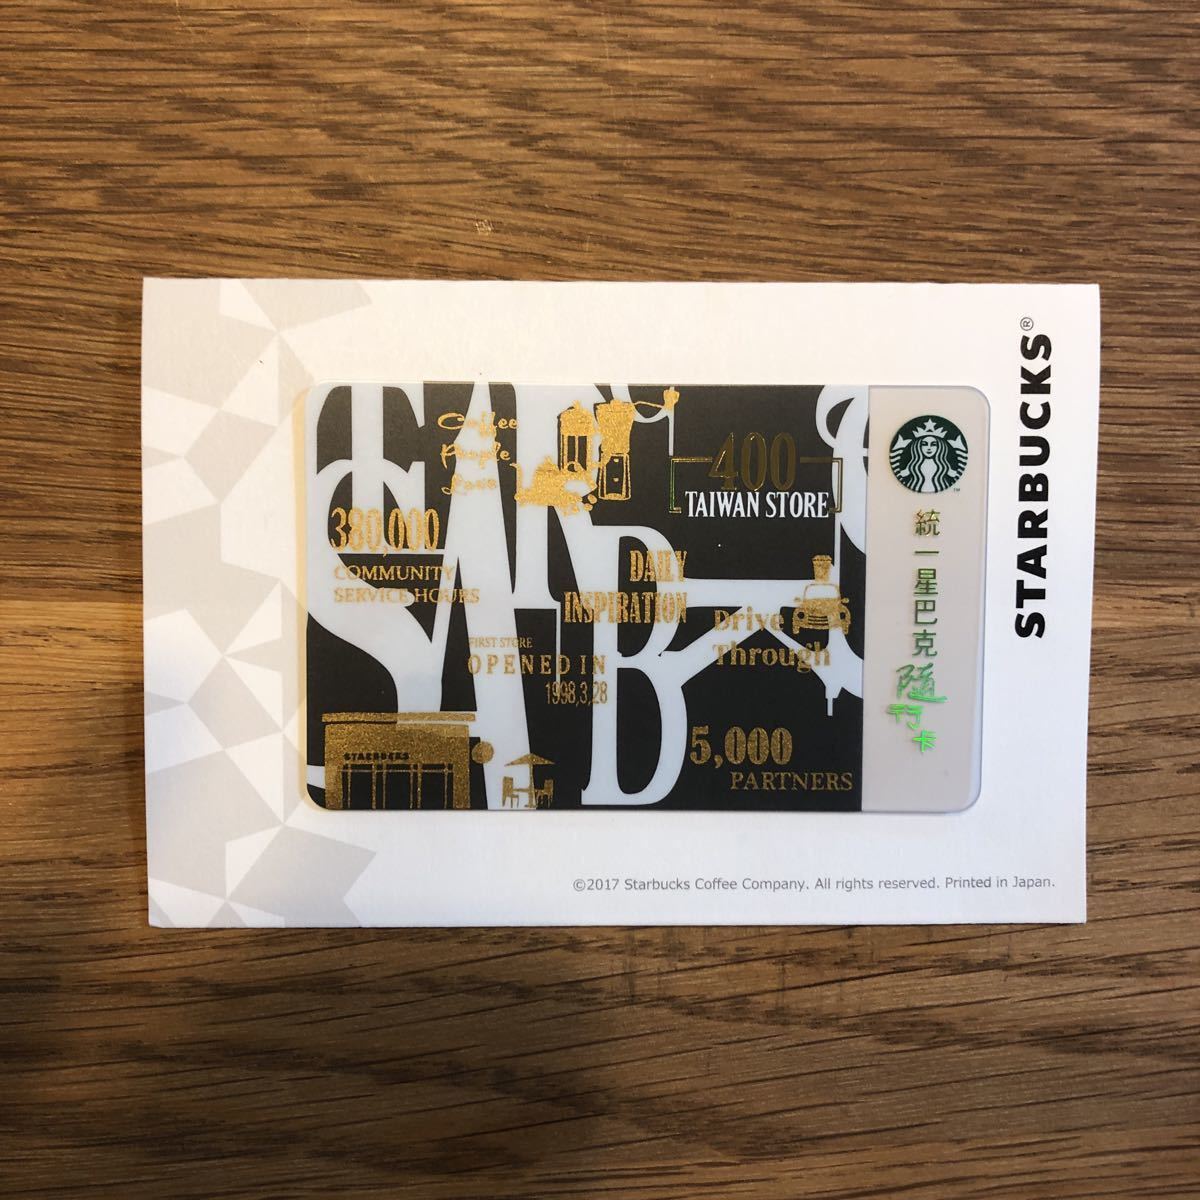 STARBUCKS®
Coffee
People
Love
400
TAIWAN STORE
380,000
COMMUNITY
SERVICE HOURS
DAILY
INSPIRATION
Drive
Through
FIRST STORE
OPENED IN
1998,3,28
5,000
PARTNERS
STARBUCKS
TM
統一星巴克
隨行卡
©2017 Starbucks Coffee Company. All rights reserved. Printed in Japan.